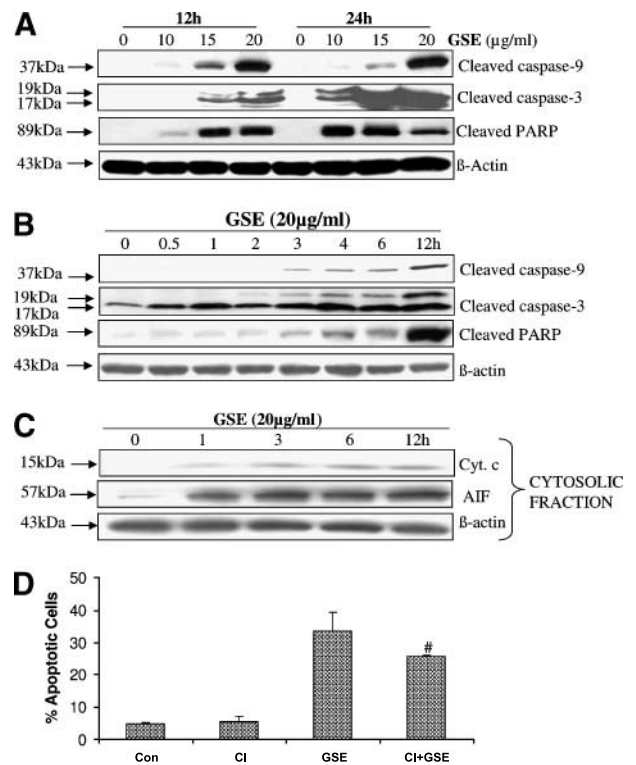 A
12h 24h
0 10 15 20 0 10 15 20 GSE (µg/ml)
37kDa Cleaved caspase-9
19kDa
17kDa Cleaved caspase-3
89kDa Cleaved PARP
43kDa ß-Actin
B
GSE (20µg/ml)
0 0.5 1 2 3 4 6 12h
37kDa Cleaved caspase-9
19kDa
17kDa Cleaved caspase-3
89kDa Cleaved PARP
43kDa ß-actin
C
GSE (20µg/ml)
0 1 3 6 12h
15kDa Cyt. c
57kDa AIF
43kDa ß-actin
CYTOSOLIC
FRACTION
D
% Apoptotic Cells
50
40
30
20
10
0
#
Con CI GSE CI+GSE